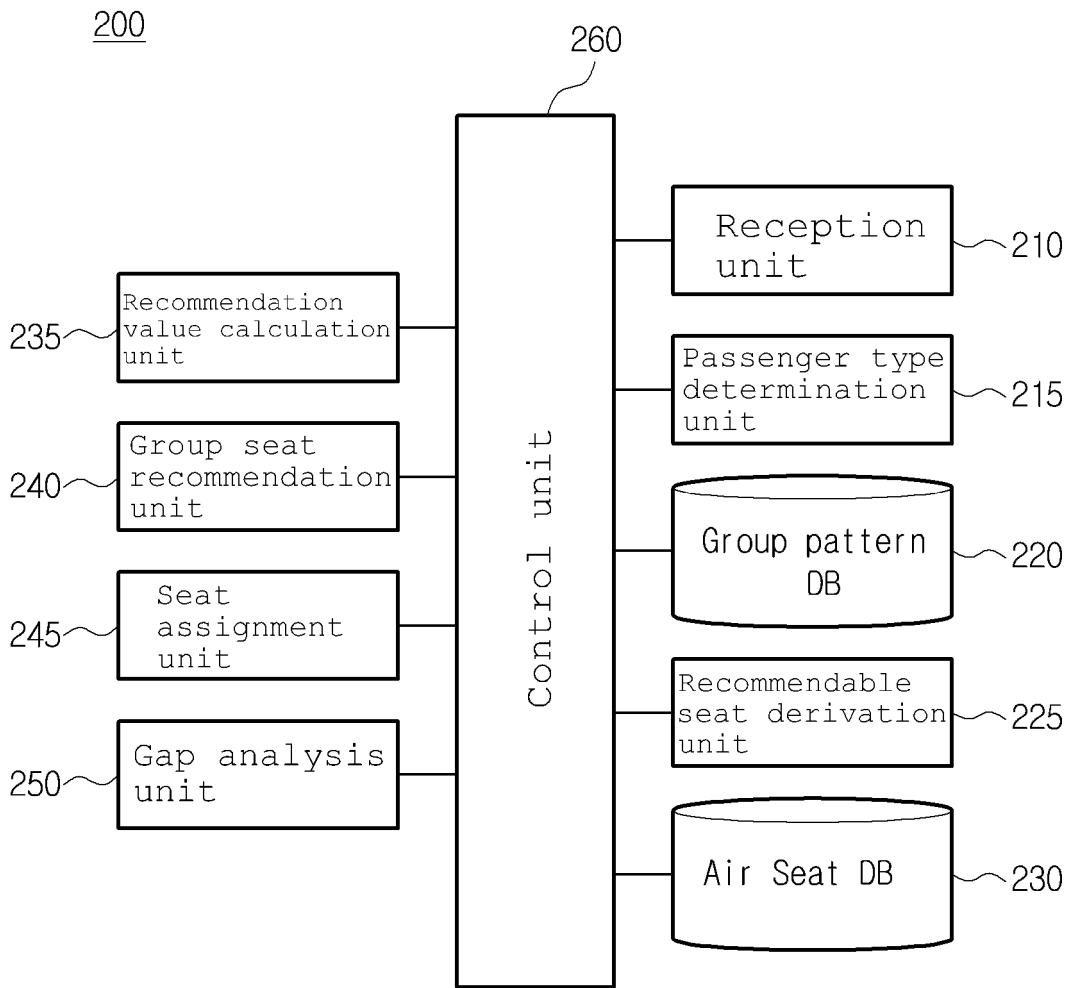 200
260
Control unit
Reception
unit
210
Recommendation
value calculation
unit
235
Passenger type
determination
unit
215
Group seat
recommendation
unit
240
Group pattern
DB
220
Seat
assignment
unit
245
Recommendable
seat derivation
unit
225
Gap analysis
unit
250
Air Seat DB
230